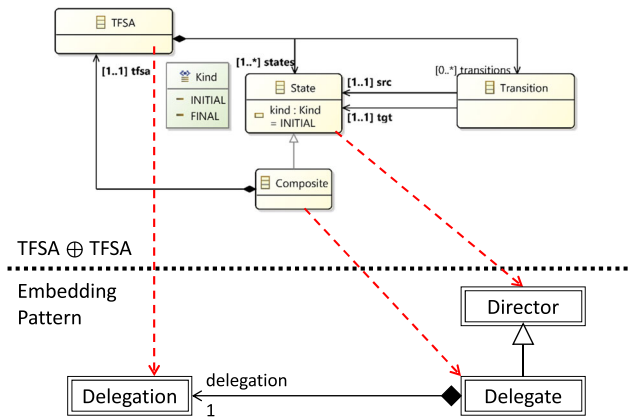 TFSA
[1..1] tfsa
[1..*] states
[0..*] transitions
Kind
INITIAL
FINAL
State
kind : Kind
= INITIAL
[1..1] src
[1..1] tgt
Transition
Composite
TFSA ⊕ TFSA
Embedding
Pattern
Director
Delegation
delegation
1
Delegate